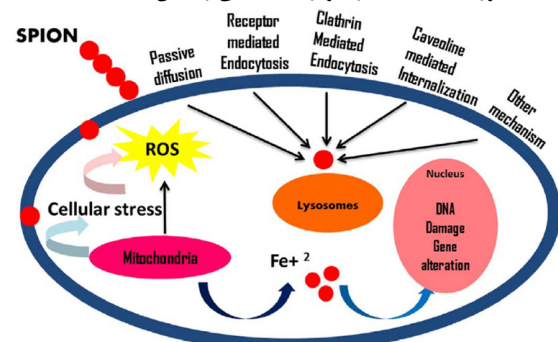 SPION
Passive
diffusion
Receptor
mediated
Endocytosis
Clathrin
Mediated
Endocytosis
Caveoline
mediated
Internalization
Other
mechanism
ROS
Cellular stress
Mitochondria
Lysosomes
Fe+ 2
Nucleus
DNA
Damage
Gene
alteration